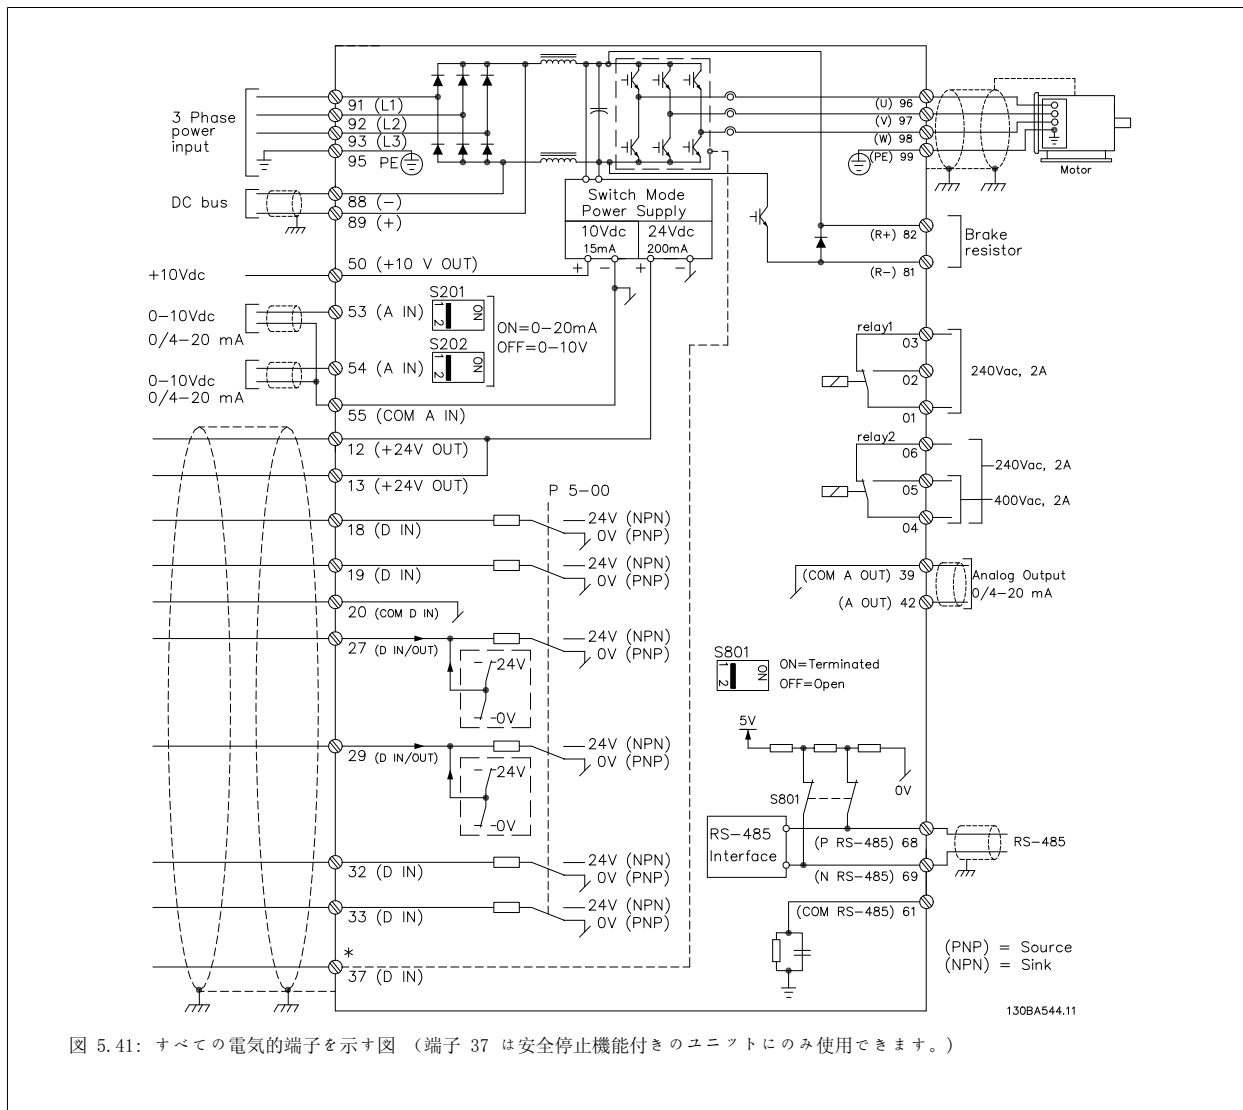 3 Phase
power
input
91 (L1)
92 (L2)
93 (L3)
95 PE
DC bus
88 (-)
89 (+)
+10Vdc
50 (+10 V OUT)
Switch Mode
Power Supply
10Vdc
15mA
24Vdc
200mA
+ - + -
0-10Vdc
0/4-20 mA
53 (A IN)
S201
ON
1 2
S202
ON
1 2
ON=0-20mA
OFF=0-10V
0-10Vdc
0/4-20 mA
54 (A IN)
55 (COM A IN)
12 (+24V OUT)
13 (+24V OUT)
P 5-00
18 (D IN)
24V (NPN)
0V (PNP)
19 (D IN)
24V (NPN)
0V (PNP)
20 (COM D IN)
27 (D IN/OUT)
24V (NPN)
0V (PNP)
24V
0V
29 (D IN/OUT)
24V (NPN)
0V (PNP)
24V
0V
32 (D IN)
24V (NPN)
0V (PNP)
33 (D IN)
24V (NPN)
0V (PNP)
*
37 (D IN)
(U) 96
(V) 97
(W) 98
(PE) 99
Motor
(R+) 82
Brake
resistor
(R-) 81
relay1
03
02
01
240Vac, 2A
relay2
06
05
04
240Vac, 2A
400Vac, 2A
(COM A OUT) 39
(A OUT) 42
Analog Output
0/4-20 mA
S801
ON
1 2
ON=Terminated
OFF=Open
5V
S801
0V
RS-485
Interface
(P RS-485) 68
(N RS-485) 69
RS-485
(COM RS-485) 61
(PNP) = Source
(NPN) = Sink
130BA544.11
図 5.41: すべての電気的端子を示す図 (端子 37 は安全停止機能付きのユニットにのみ使用できます。)